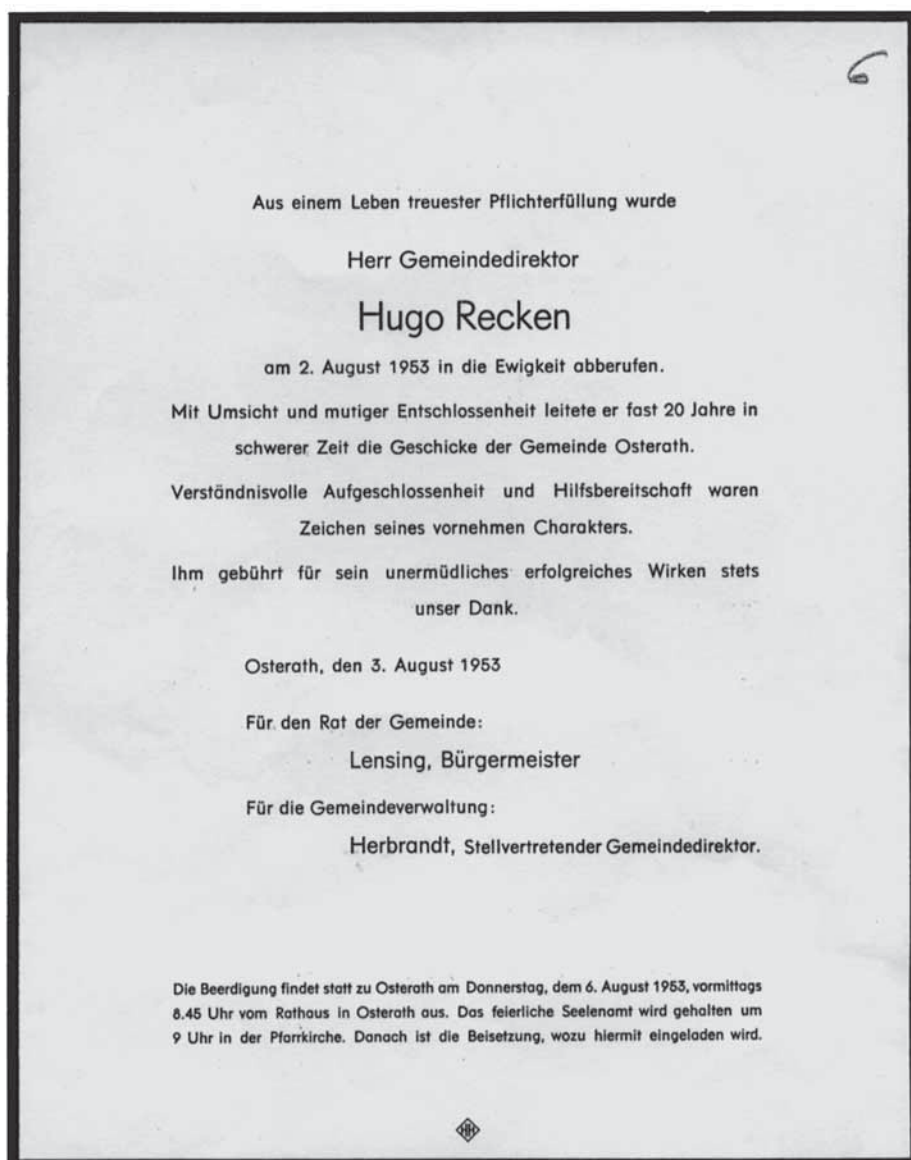 6
Aus einem Leben treuester Pflichterfüllung wurde
Herr Gemeindedirektor
Hugo Recken
am 2. August 1953 in die Ewigkeit abberufen.
Mit Umsicht und mutiger Entschlossenheit leitete er fast 20 Jahre in
schwerer Zeit die Geschicke der Gemeinde Osterath.
Verständnisvolle Aufgeschlossenheit und Hilfsbereitschaft waren
Zeichen seines vornehmen Charakters.
Ihm gebührt für sein unermüdliches erfolgreiches Wirken stets
unser Dank.
Osterath, den 3. August 1953
Für den Rat der Gemeinde:
Lensing, Bürgermeister
Für die Gemeindeverwaltung:
Herbrandt, Stellvertretender Gemeindedirektor.
Die Beerdigung findet statt zu Osterath am Donnerstag, dem 6. August 1953, vormittags
8.45 Uhr vom Rathaus in Osterath aus. Das feierliche Seelenamt wird gehalten um
9 Uhr in der Pfarrkirche. Danach ist die Beisetzung, wozu hiermit eingeladen wird.